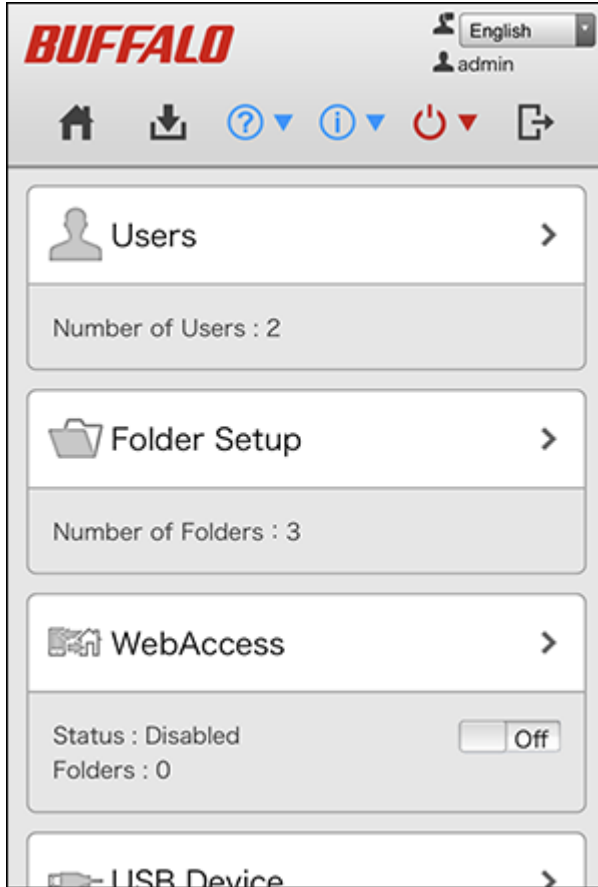 BUFFALO
English
admin
Users
Number of Users : 2
Folder Setup
Number of Folders : 3
WebAccess
Status : Disabled
Off
Folders : 0
USB Device